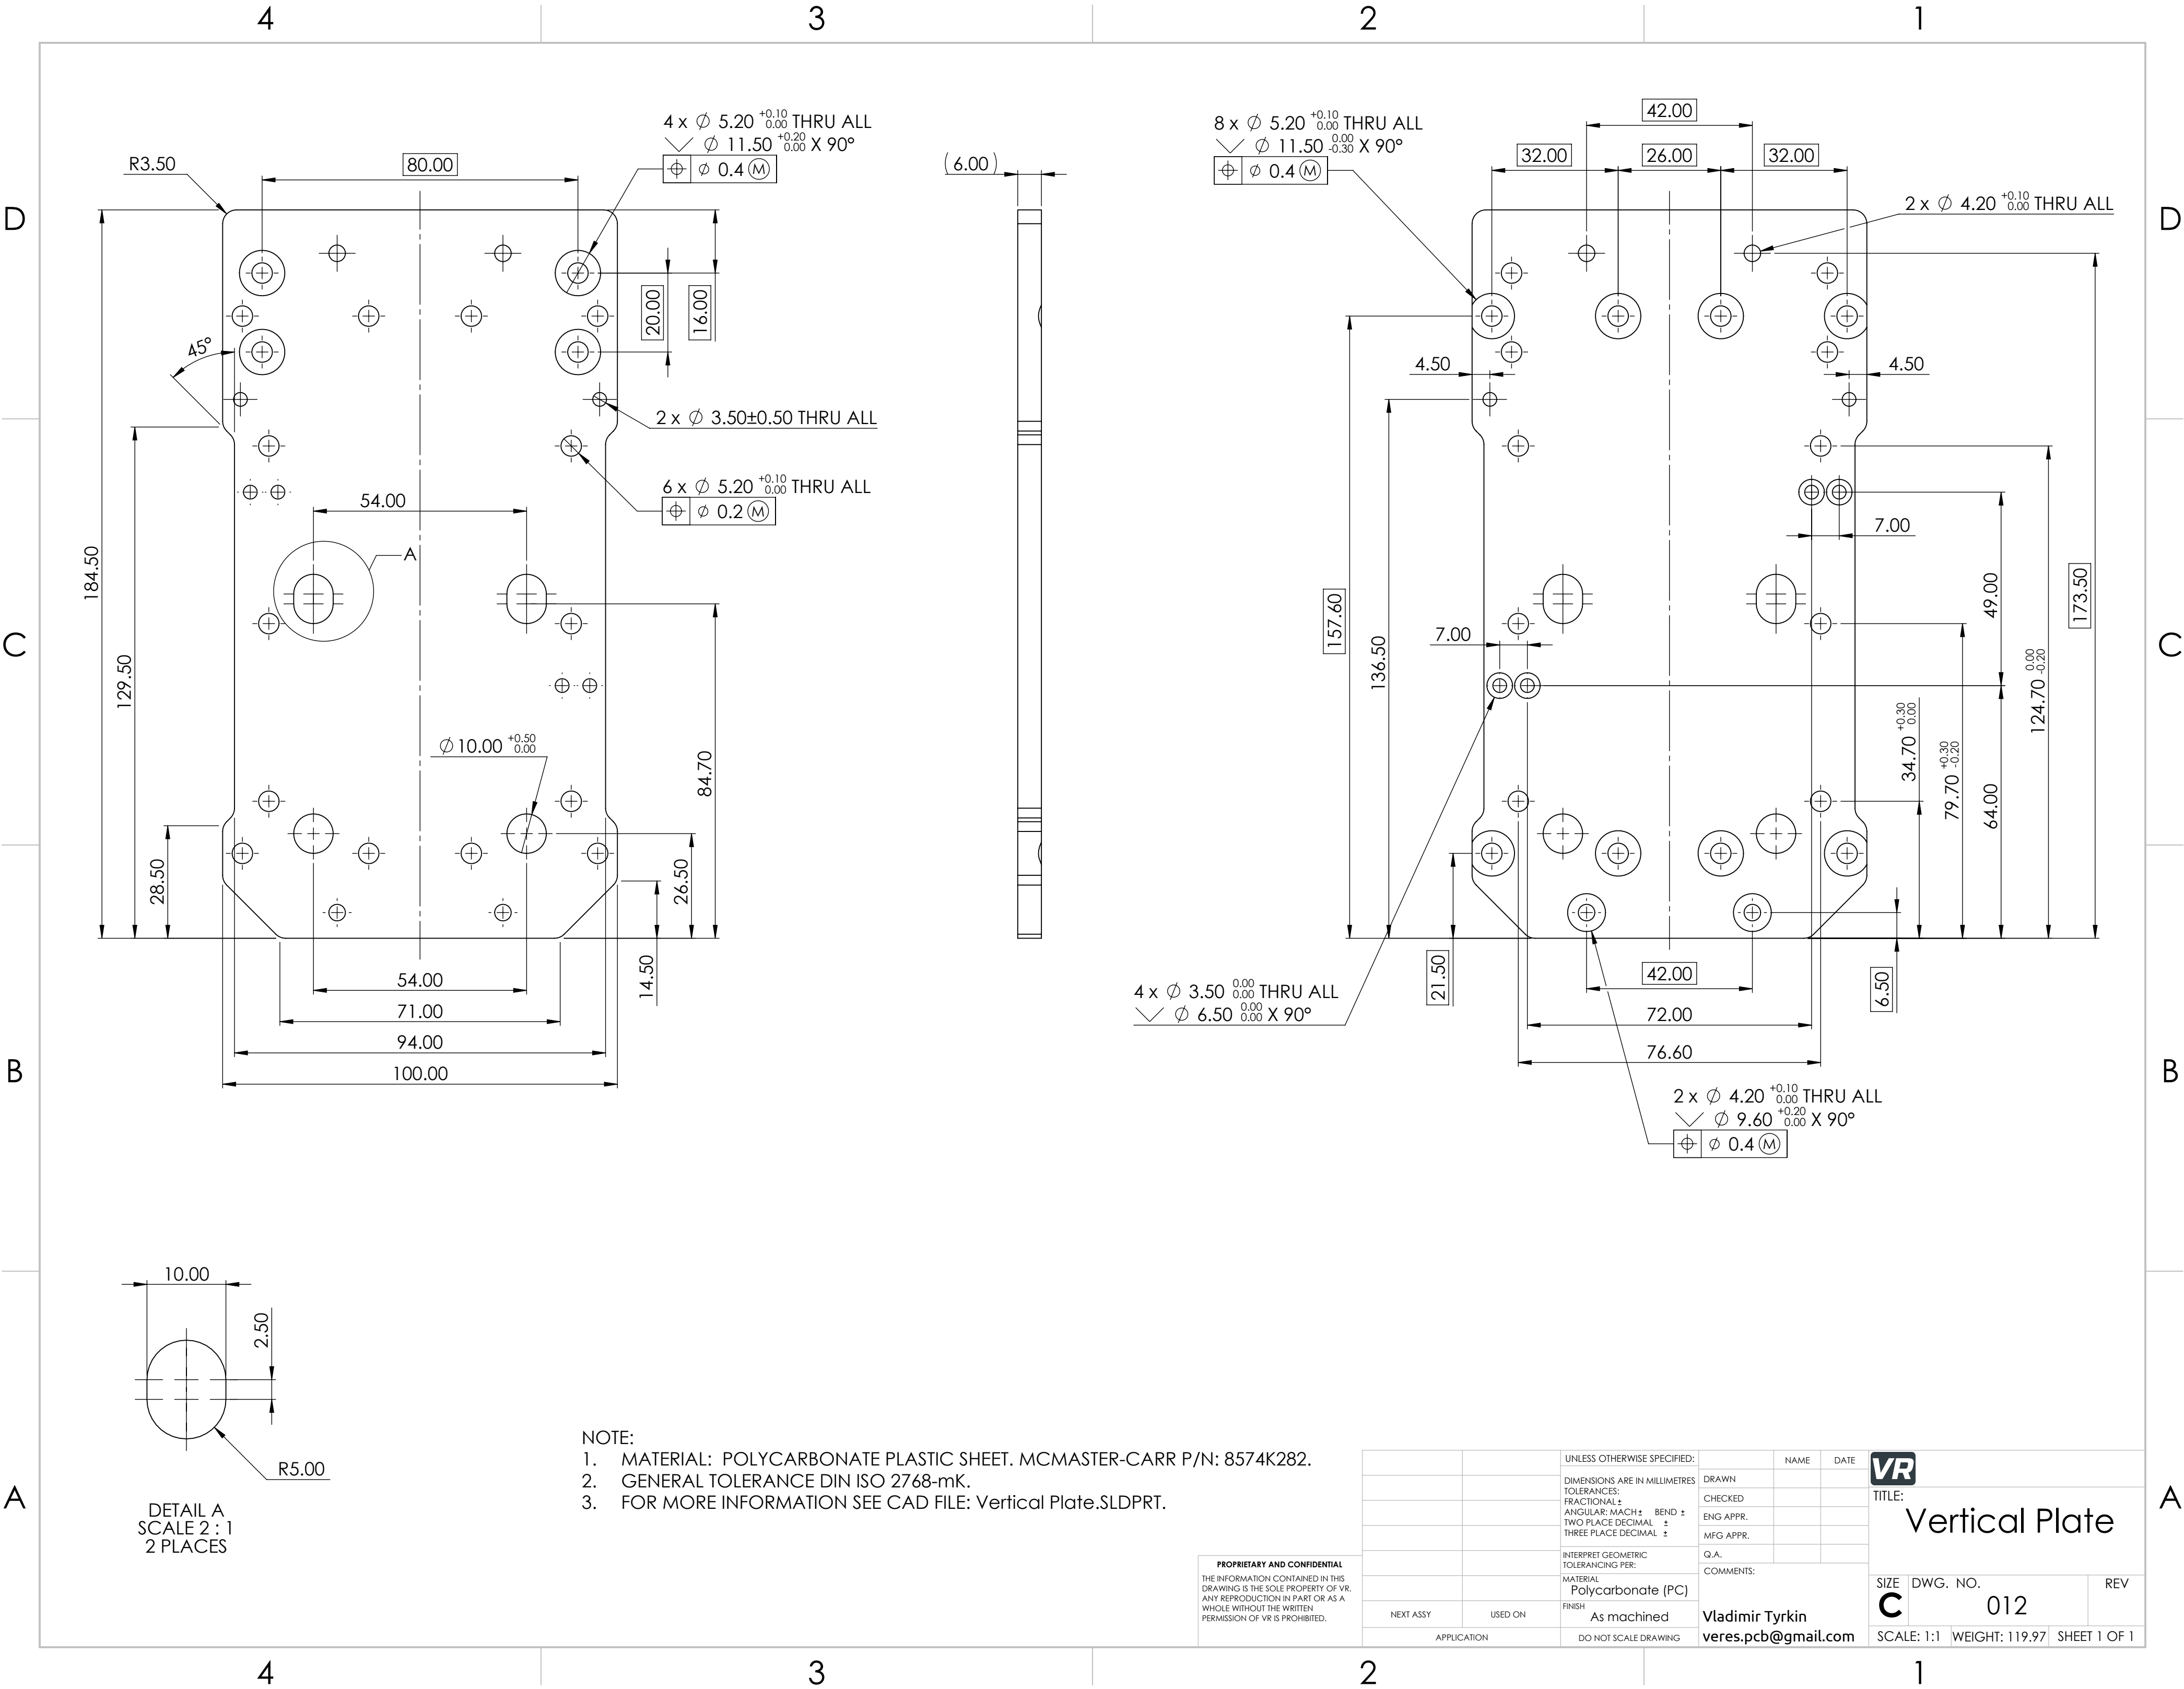 4 3 2 1
D
C
B
A
D
C
B
A
4 3 2 1
R3.50
80.00
4 x ∅ 5.20 +0.10 0.00 THRU ALL
⌵ ∅ 11.50 +0.20 0.00 X 90°
⌖ ∅ 0.4 Ⓜ
20.00
16.00
45°
2 x ∅ 3.50±0.50 THRU ALL
6 x ∅ 5.20 +0.10 0.00 THRU ALL
⌖ ∅ 0.2 Ⓜ
54.00
A
184.50
129.50
∅ 10.00 +0.50 0.00
84.70
28.50
26.50
14.50
54.00
71.00
94.00
100.00
(6.00)
8 x ∅ 5.20 +0.10 0.00 THRU ALL
⌵ ∅ 11.50 0.00 -0.30 X 90°
⌖ ∅ 0.4 Ⓜ
42.00
32.00
26.00
32.00
2 x ∅ 4.20 +0.10 0.00 THRU ALL
4.50
4.50
7.00
49.00
173.50
157.60
136.50
7.00
124.70 0.00 -0.20
34.70 +0.30 0.00
79.70 +0.30 -0.20
64.00
21.50
42.00
6.50
4 x ∅ 3.50 0.00 0.00 THRU ALL
⌵ ∅ 6.50 0.00 0.00 X 90°
72.00
76.60
2 x ∅ 4.20 +0.10 0.00 THRU ALL
⌵ ∅ 9.60 +0.20 0.00 X 90°
⌖ ∅ 0.4 Ⓜ
10.00
2.50
R5.00
DETAIL A
SCALE 2 : 1
2 PLACES
NOTE:
1. MATERIAL: POLYCARBONATE PLASTIC SHEET. MCMASTER-CARR P/N: 8574K282.
2. GENERAL TOLERANCE DIN ISO 2768-mK.
3. FOR MORE INFORMATION SEE CAD FILE: Vertical Plate.SLDPRT.
PROPRIETARY AND CONFIDENTIAL
THE INFORMATION CONTAINED IN THIS
DRAWING IS THE SOLE PROPERTY OF VR.
ANY REPRODUCTION IN PART OR AS A
WHOLE WITHOUT THE WRITTEN
PERMISSION OF VR IS PROHIBITED.
NEXT ASSY
USED ON
APPLICATION
UNLESS OTHERWISE SPECIFIED:
DIMENSIONS ARE IN MILLIMETRES
TOLERANCES:
FRACTIONAL ±
ANGULAR: MACH ± BEND ±
TWO PLACE DECIMAL ±
THREE PLACE DECIMAL ±
INTERPRET GEOMETRIC
TOLERANCING PER:
MATERIAL
Polycarbonate (PC)
FINISH
As machined
DO NOT SCALE DRAWING
NAME
DATE
DRAWN
CHECKED
ENG APPR.
MFG APPR.
Q.A.
COMMENTS:
Vladimir Tyrkin
veres.pcb@gmail.com
VR
TITLE:
Vertical Plate
SIZE
C
DWG. NO.
012
REV
SCALE: 1:1
WEIGHT: 119.97
SHEET 1 OF 1